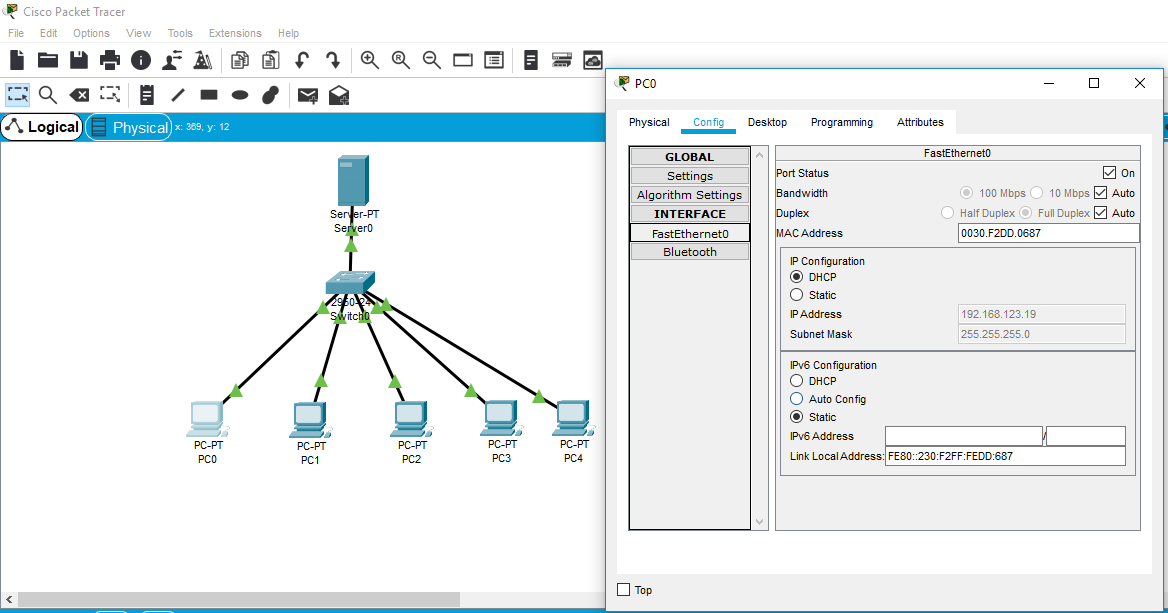 Cisco Packet Tracer
File Edit Options View Tools Extensions Help
Logical
Physical
x: 369, y: 12
Server-PT
Server0
2950-24
Switch0
PC-PT
PC0
PC-PT
PC1
PC-PT
PC2
PC-PT
PC3
PC-PT
PC4
PC0
Physical Config Desktop Programming Attributes
GLOBAL
Settings
Algorithm Settings
INTERFACE
FastEthernet0
Bluetooth
FastEthernet0
Port Status On
Bandwidth 100 Mbps 10 Mbps Auto
Duplex Half Duplex Full Duplex Auto
MAC Address 0030.F2DD.0687
IP Configuration
DHCP
Static
IP Address 192.168.123.19
Subnet Mask 255.255.255.0
IPv6 Configuration
DHCP
Auto Config
Static
IPv6 Address /
Link Local Address: FE80::230:F2FF:FEDD:687
Top